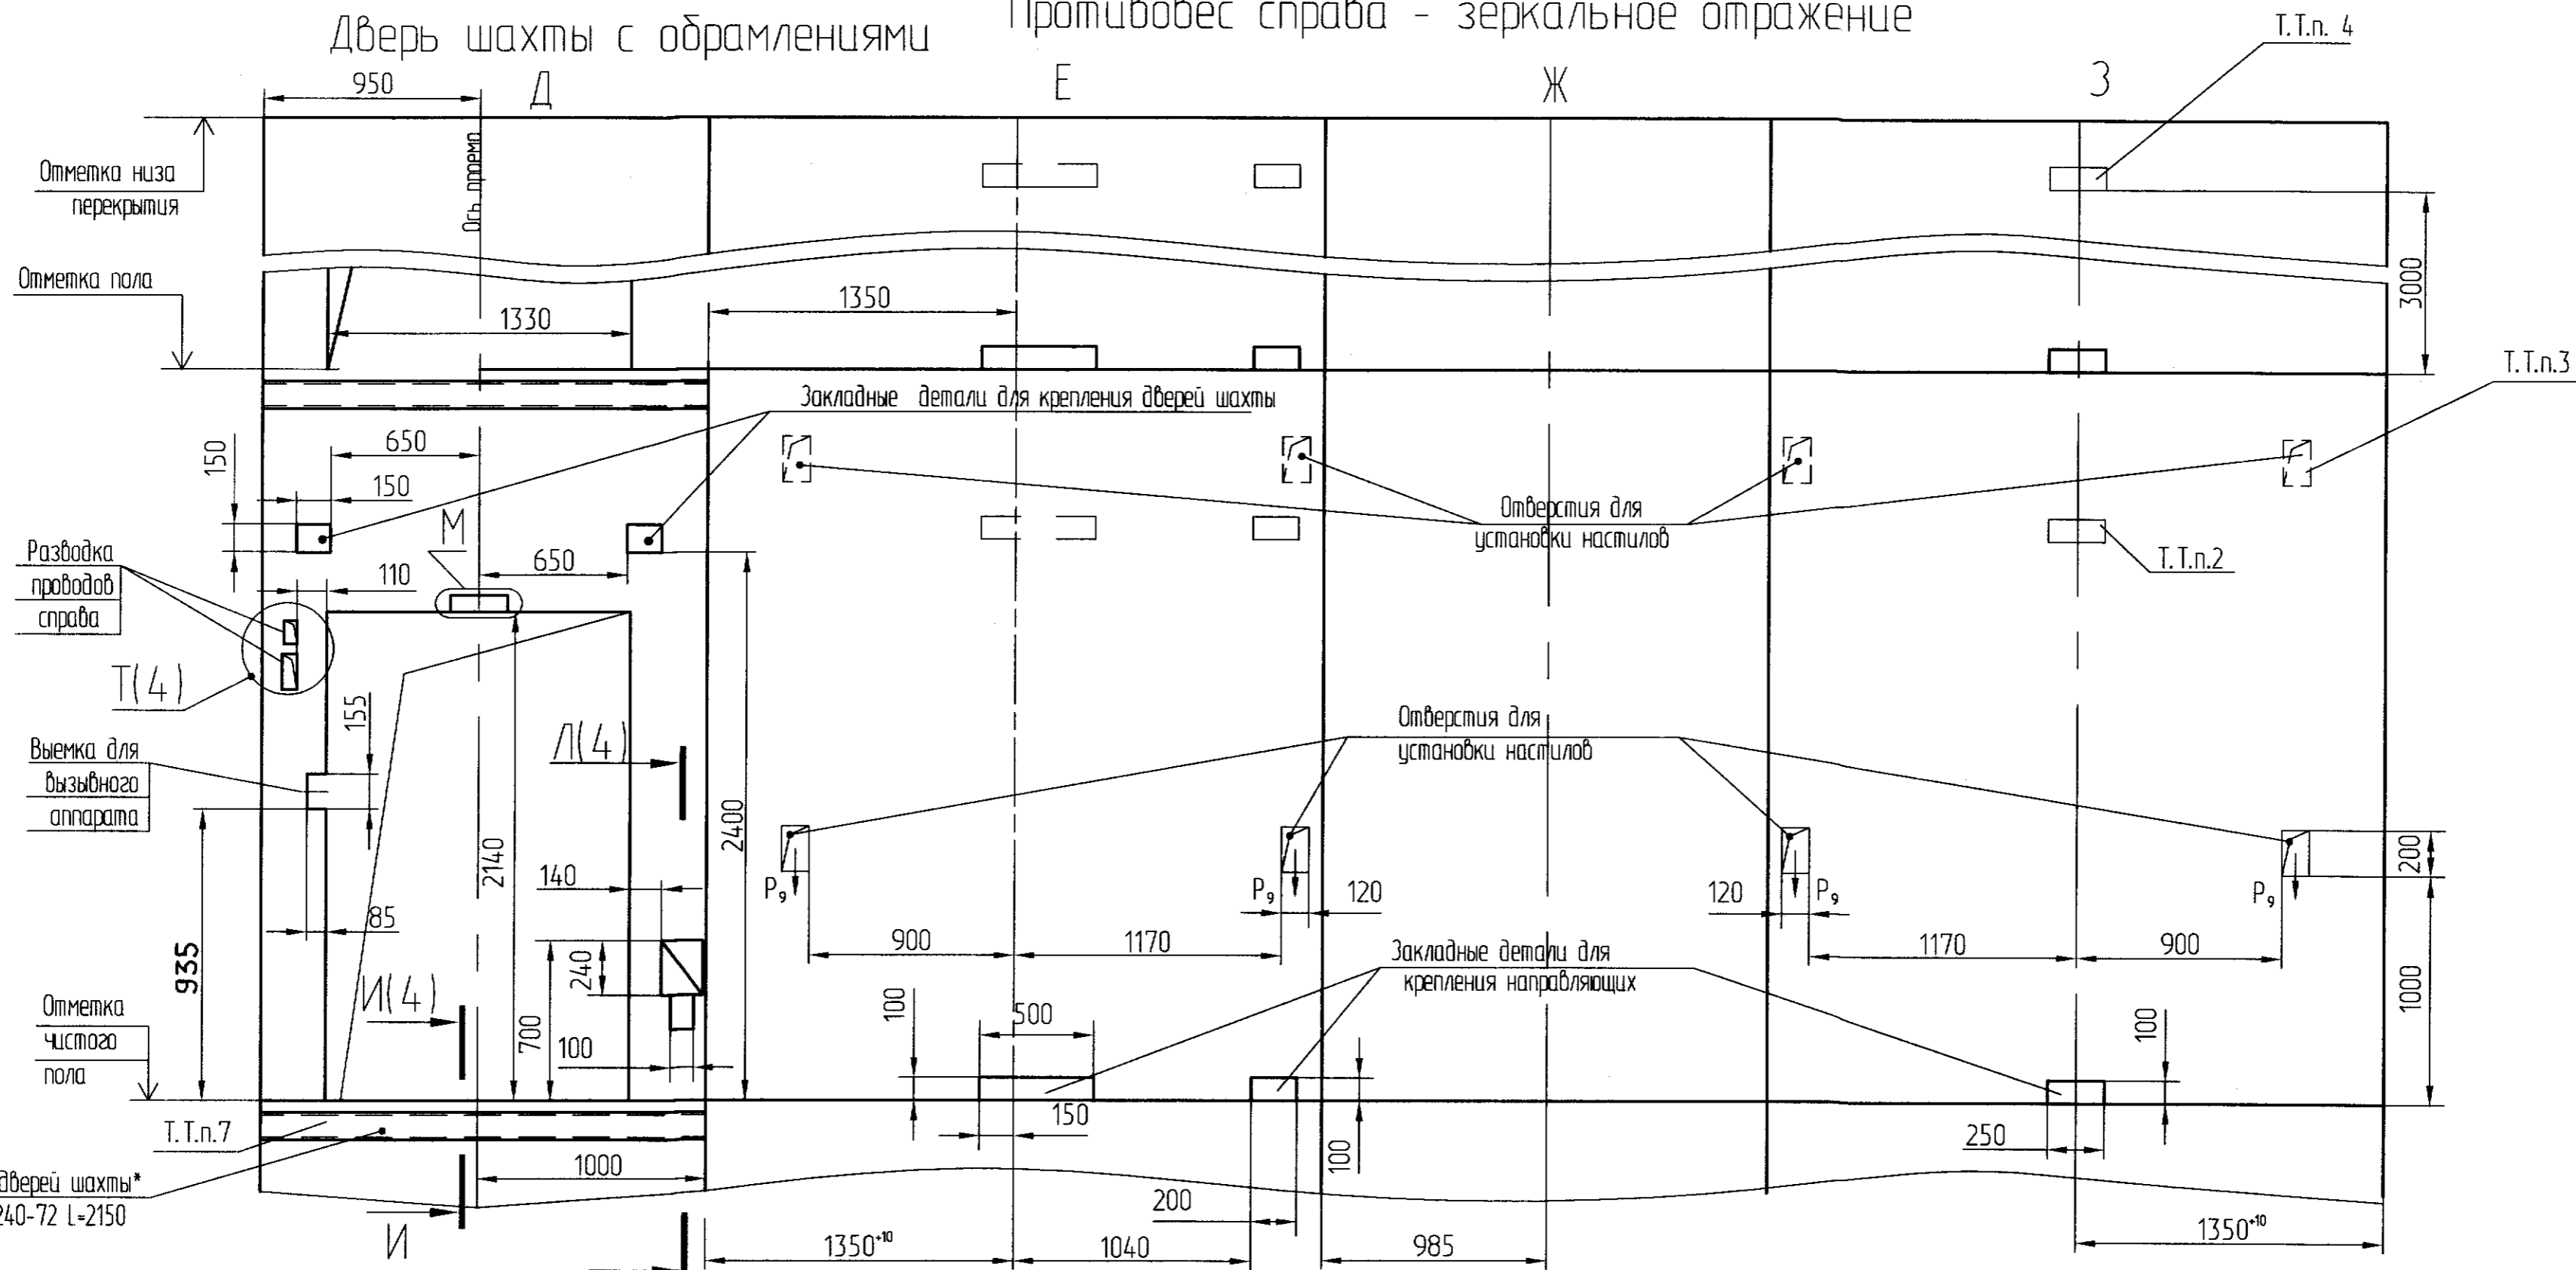 Противовес справа - зеркальное отражение
Дверь шахты с обрамлениями
Т.Т.п. 4
950
Д
Е
Ж
З
Отметка низа
перекрытия
Ось проема
Отметка пола
1330
1350
3000
Т.Т.п.3
Закладные детали для крепления дверей шахты
650
150
150
М
Отверстия для
установки настилов
Разводка
проводов
справа
110
650
Т.Т.п.2
Т(4)
155
Л(4)
Отверстия для
установки настилов
Выемка для
вызывного
аппарата
2140
2400
140
200
Р₉
Р₉
120
120
Р₉
Р₉
85
935
900
1170
1170
900
240
Закладные детали для
крепления направляющих
И(4)
1000
Отметка
чистого
пола
700
100
100
500
100
Т.Т.п.7
150
100
250
дверей шахты*
1000
240-72 L=2150
200
И
1350⁺¹⁰
1040
985
1350⁺¹⁰